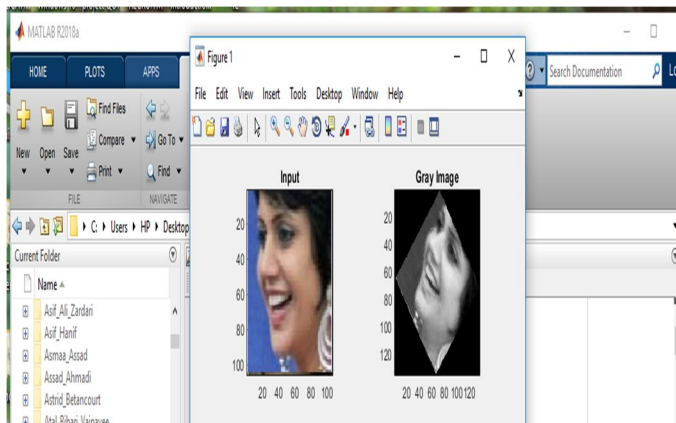 MATLAB R2018a
HOME PLOTS APPS
Search Documentation
New Open Save
Find Files
Compare
Print
Go To
Find
FILE NAVIGATE
C: Users HP Desktop
Current Folder
Name
Asif_Ali_Zardari
Asif_Hanif
Asmaa_Assad
Assad_Ahmadi
Astrid_Betancourt
Atal_Bihari_Vajpayee
Figure 1
File Edit View Insert Tools Desktop Window Help
Input
20
40
60
80
100
20 40 60 80 100
Gray Image
20
40
60
80
100
120
20 40 60 80 100 120